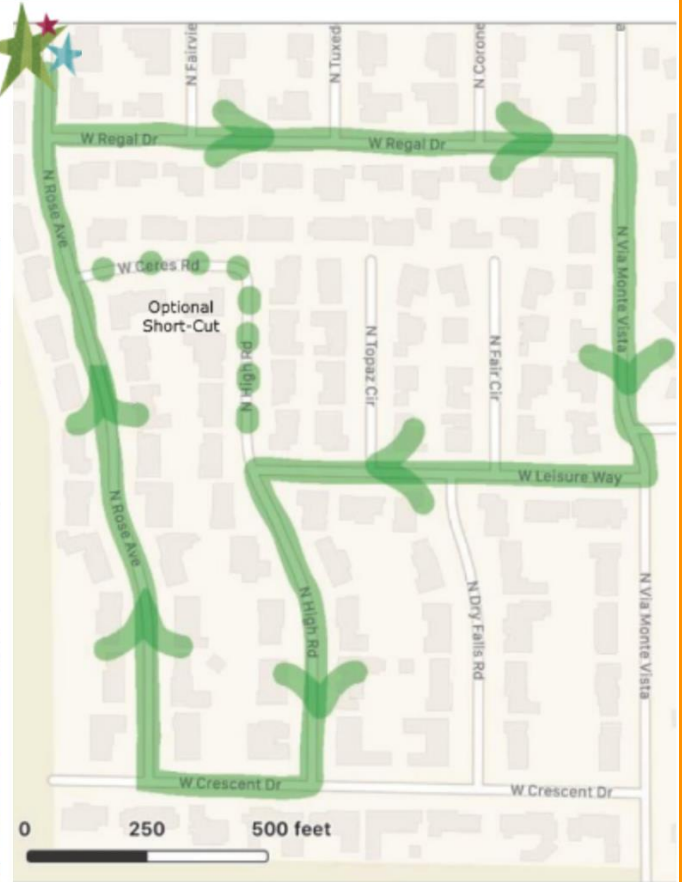 N Fairvie
N Tuxed
N Corone
a
W Regal Dr
W Regal Dr
N Rose Ave
N Via Monte Vista
W Ceres Rd
Optional
Short-Cut
N High Rd
N Topaz Cir
N Fair Cir
W Leisure Way
N Rose Ave
N High Rd
N Dry Falls Rd
N Via Monte Vista
W Crescent Dr
W Crescent Dr
0 250 500 feet